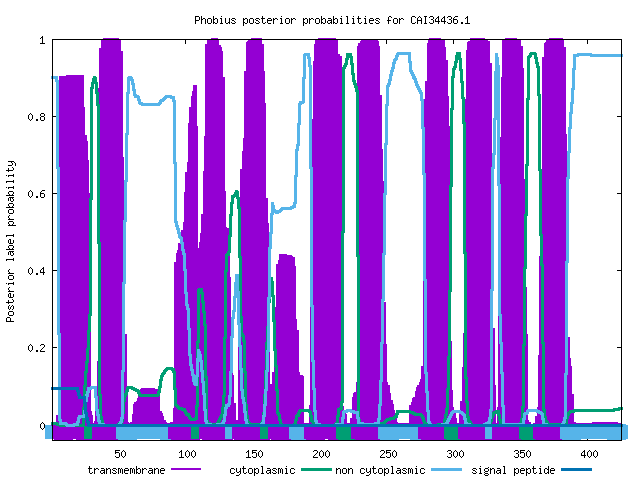 Phobius posterior probabilities for CAI34436.1
Posterior label probability
1
0.8
0.6
0.4
0.2
0
50 100 150 200 250 300 350 400
transmembrane cytoplasmic non cytoplasmic signal peptide